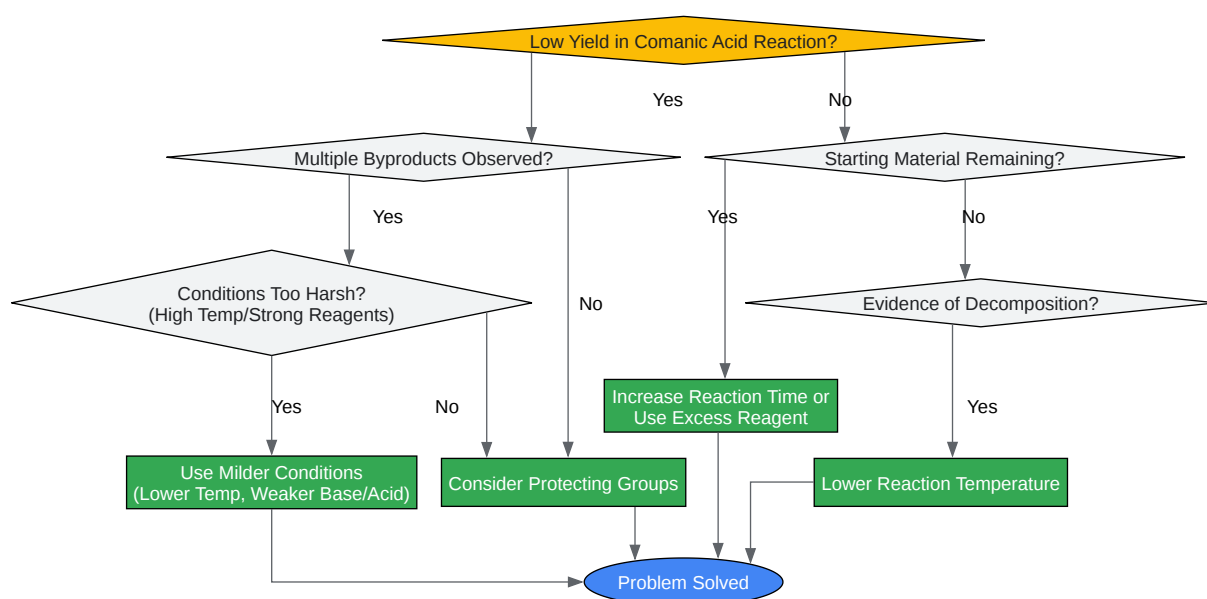 Low Yield in Comanic Acid Reaction?
Yes
No
Multiple Byproducts Observed?
Starting Material Remaining?
Yes
Yes
No
Conditions Too Harsh?
(High Temp/Strong Reagents)
No
Evidence of Decomposition?
Increase Reaction Time or
Use Excess Reagent
Yes
No
Yes
Use Milder Conditions
(Lower Temp, Weaker Base/Acid)
Consider Protecting Groups
Lower Reaction Temperature
Problem Solved